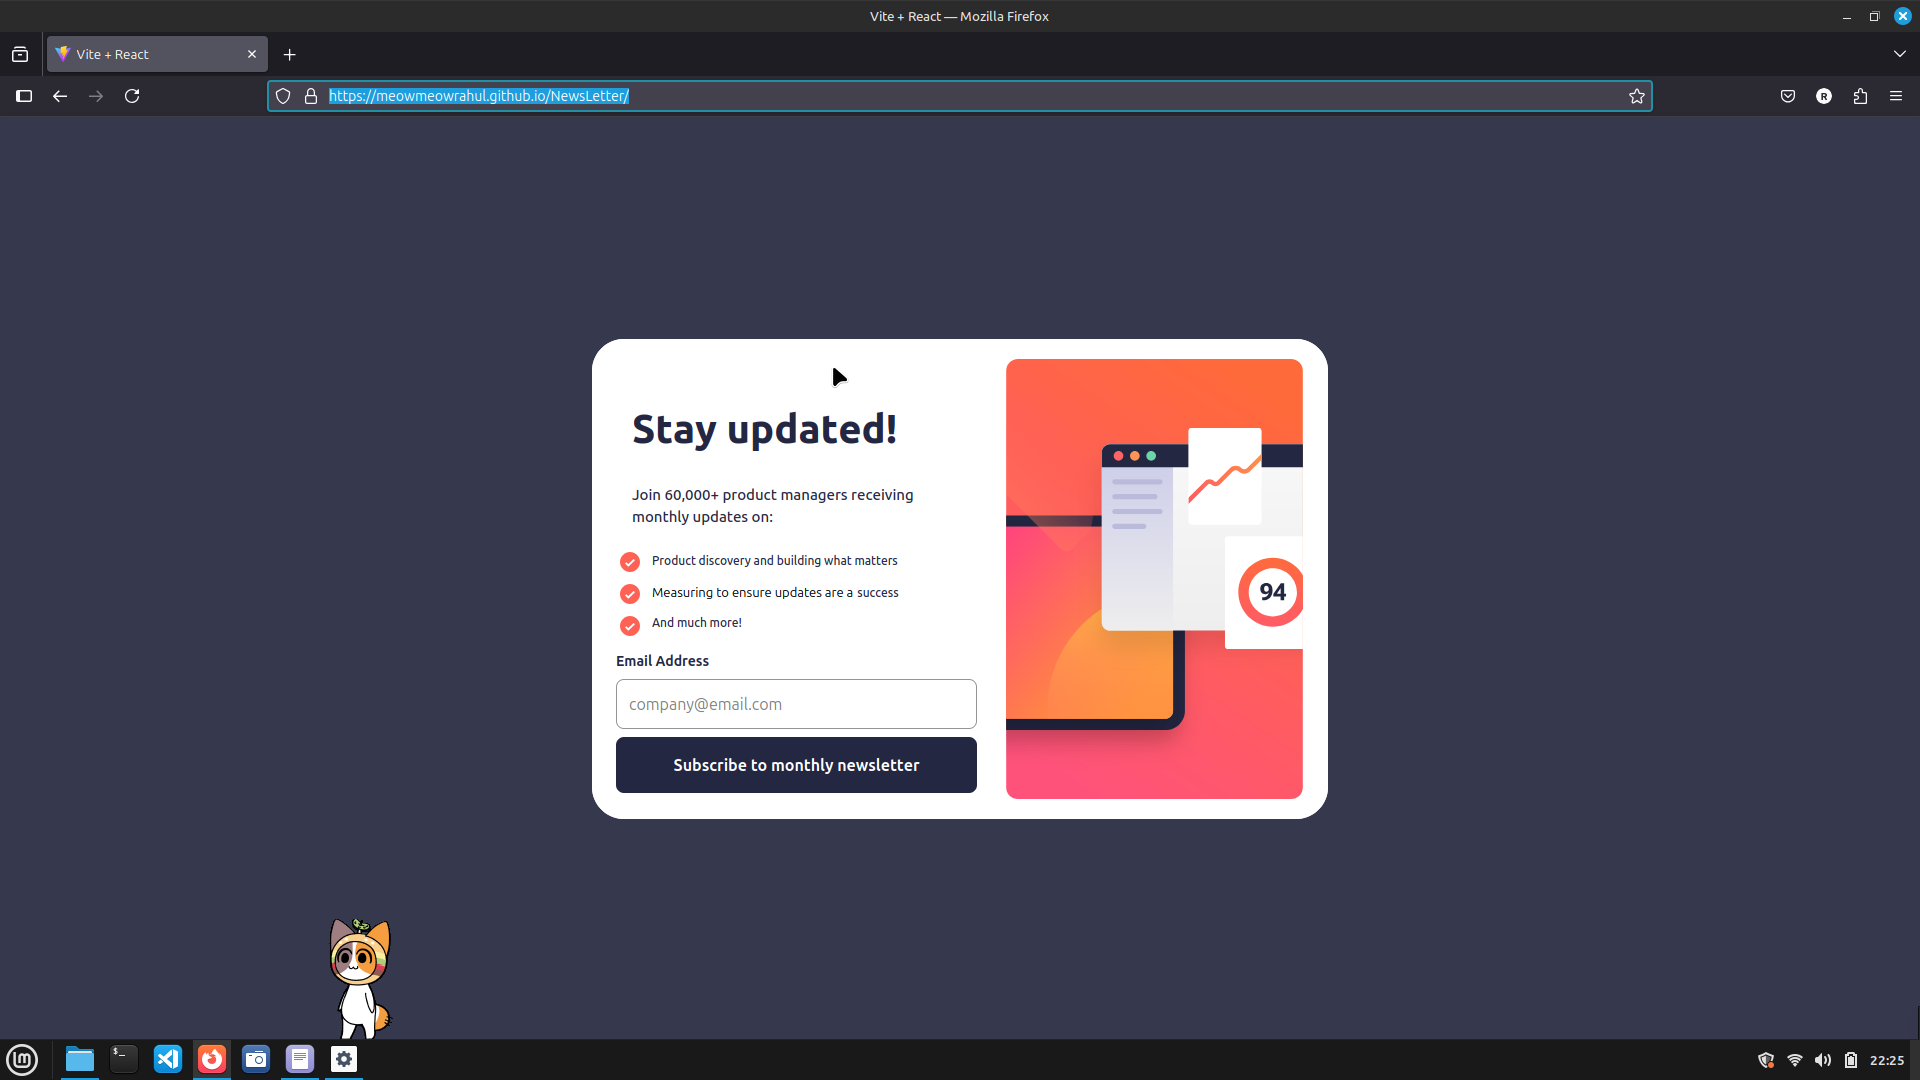 Vite + React — Mozilla Firefox
Vite + React
https://meowmeowrahul.github.io/NewsLetter/
R
Stay updated!
Join 60,000+ product managers receiving
monthly updates on:
Product discovery and building what matters
Measuring to ensure updates are a success
And much more!
Email Address
company@email.com
Subscribe to monthly newsletter
94
$_
lm
22:25